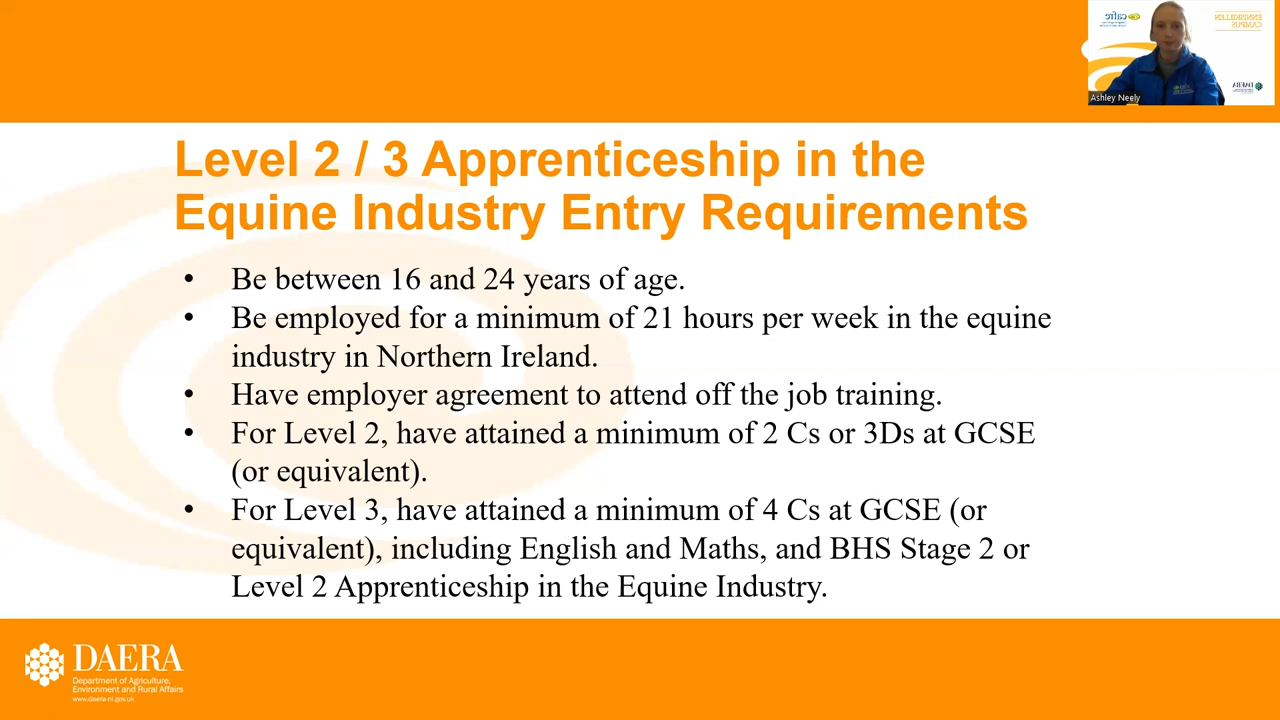 cafre
ENNISKILLEN
CAMPUS
DAERA
Ashley Neely
Level 2 / 3 Apprenticeship in the
Equine Industry Entry Requirements
• Be between 16 and 24 years of age.
• Be employed for a minimum of 21 hours per week in the equine
industry in Northern Ireland.
• Have employer agreement to attend off the job training.
• For Level 2, have attained a minimum of 2 Cs or 3Ds at GCSE
(or equivalent).
• For Level 3, have attained a minimum of 4 Cs at GCSE (or
equivalent), including English and Maths, and BHS Stage 2 or
Level 2 Apprenticeship in the Equine Industry.
DAERA
Department of Agriculture,
Environment and Rural Affairs
www.daera-ni.gov.uk